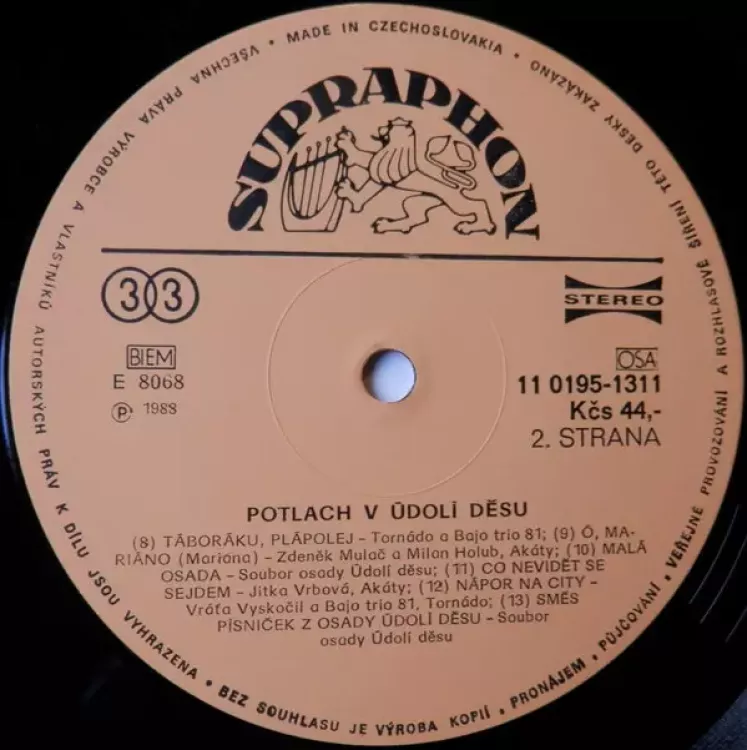 VŠECHNA PRÁVA VÝROBCE A VLASTNÍKŮ AUTORSKÝCH PRÁV K DÍLU JSOU VYHRAZENA • BEZ SOUHLASU JE VÝROBA KOPIÍ, PRONÁJEM, PŮJČOVÁNÍ, VEŘEJNÉ PROVOZOVÁNÍ A ROZHLASOVÉ ŠÍŘENÍ TÉTO DESKY ZAKÁZÁNO • MADE IN CZECHOSLOVAKIA •
SUPRAPHON
33
STEREO
BIEM
OSA
E 8068
11 0195-1311
Ⓟ 1988
Kčs 44,-
2. STRANA
POTLACH V ÚDOLÍ DĚSU
(8) TÁBORÁKU, PLÁPOLEJ – Tornádo a Bajo trio 81; (9) Ó, MA-
RIÁNO (Mariana) – Zdeněk Mulač a Milan Holub, Akáty; (10) MALÁ
OSADA – Soubor osady Údolí děsu; (11) CO NEVIDĚT SE
SEJDEM – Jitka Vrbová, Akáty; (12) NÁPOR NA CITY –
Vráťa Vyskočil a Bajo trio 81, Tornádo; (13) SMĚS
PÍSNIČEK Z OSADY ÚDOLÍ DĚSU – Soubor
osady Údolí děsu